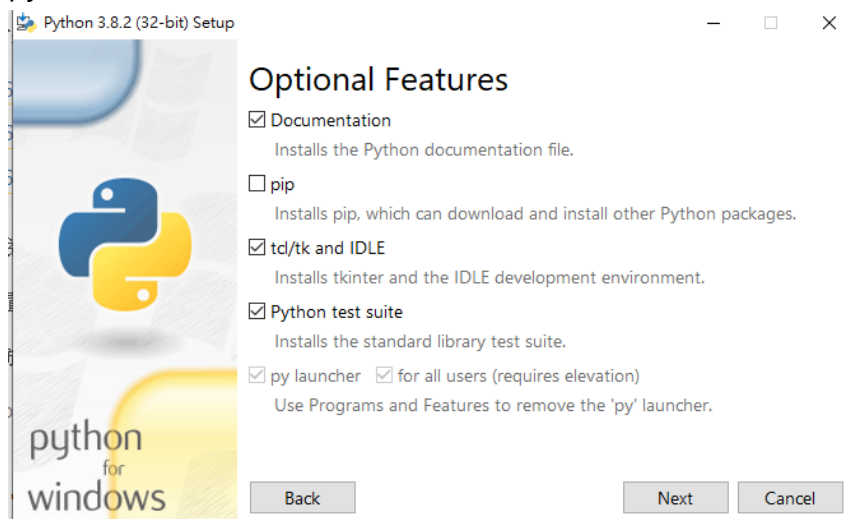 Python 3.8.2 (32-bit) Setup
Optional Features
Documentation
Installs the Python documentation file.
pip
Installs pip, which can download and install other Python packages.
tcl/tk and IDLE
Installs tkinter and the IDLE development environment.
Python test suite
Installs the standard library test suite.
py launcher for all users (requires elevation)
Use Programs and Features to remove the 'py' launcher.
python
for
windows
Back Next Cancel